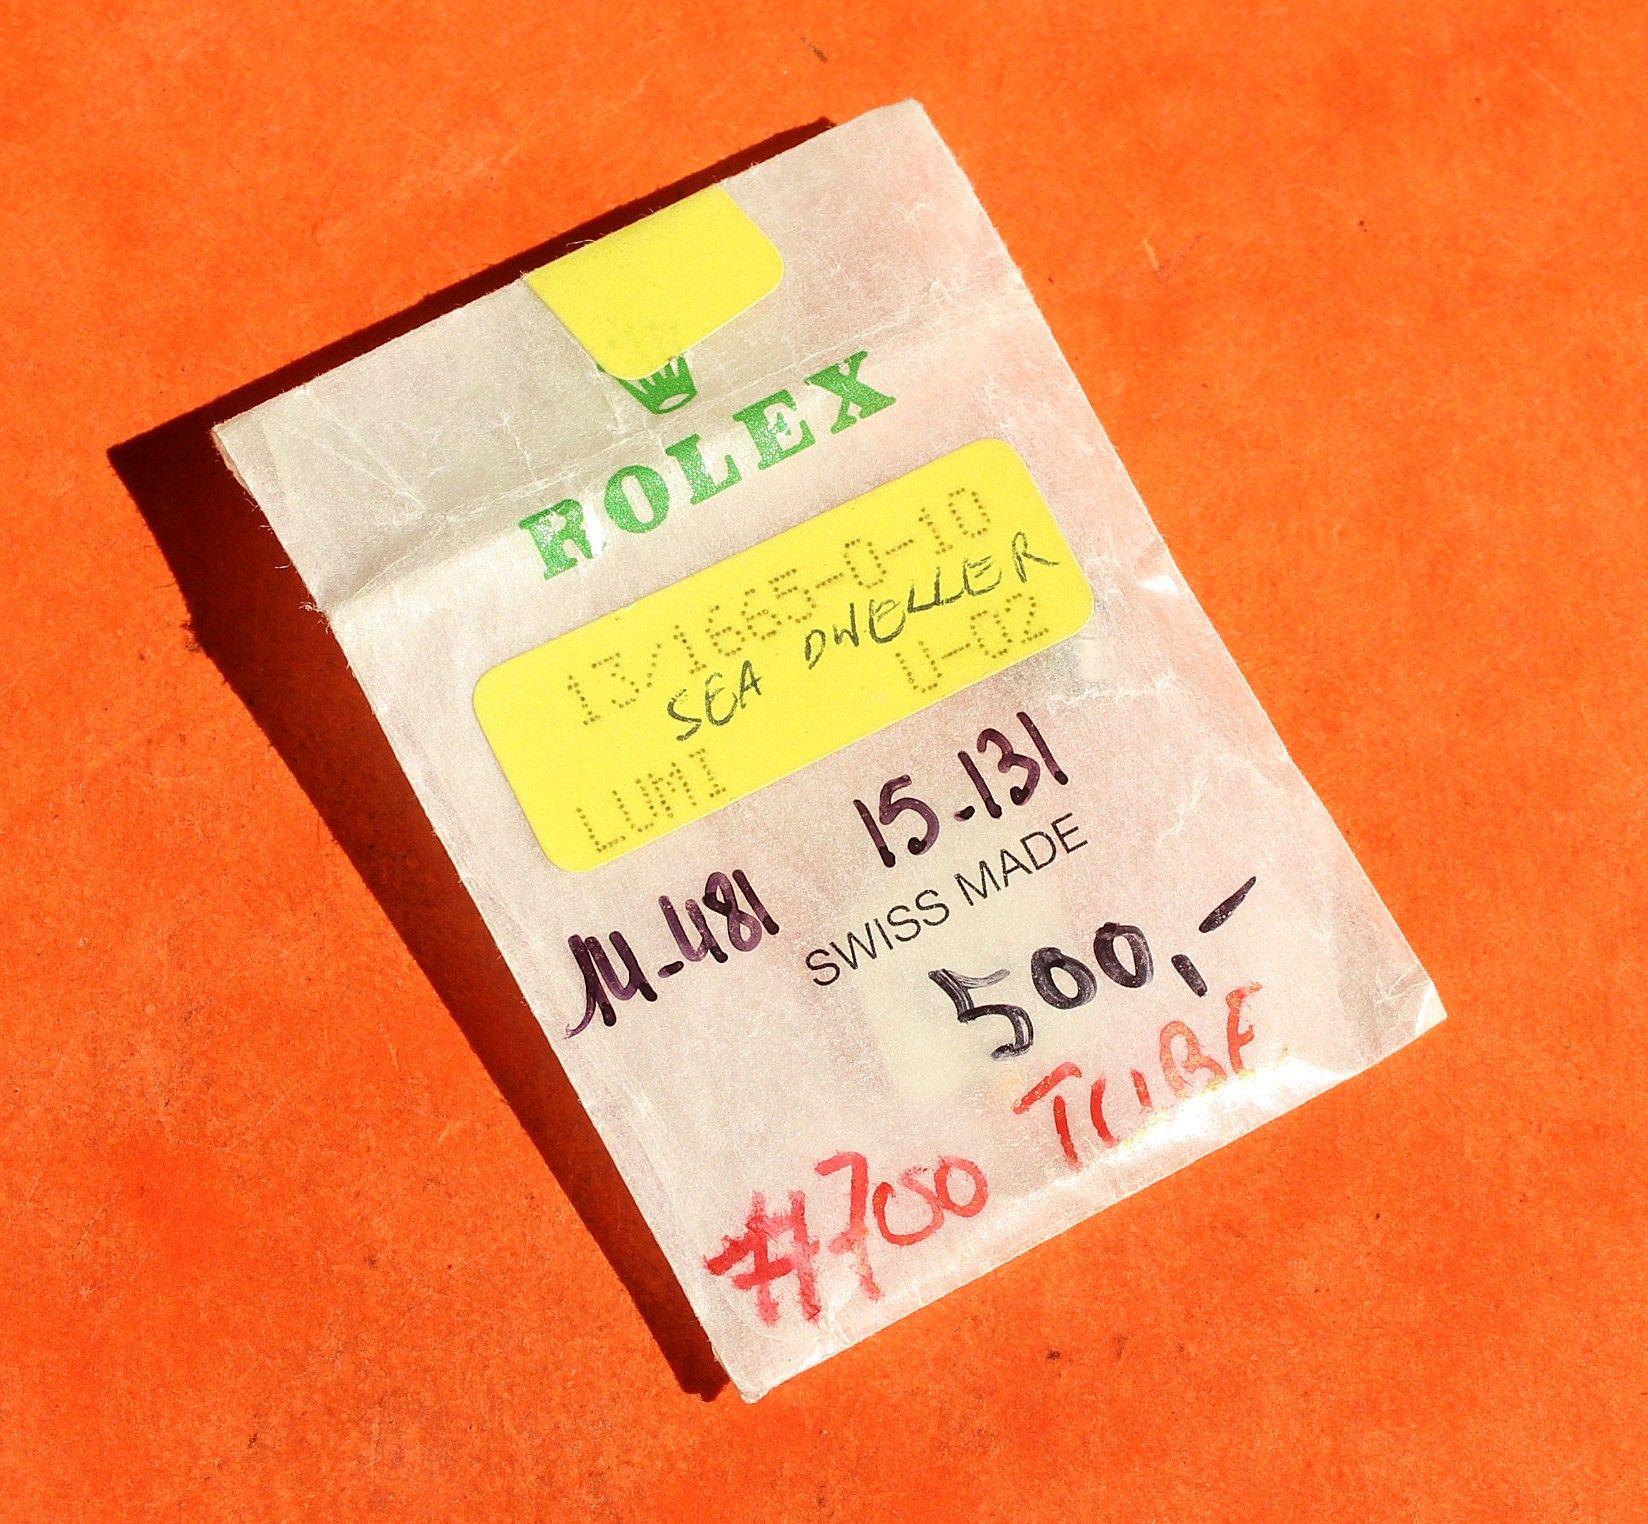 ROLEX
13/1665-0-10
SEA DWELLER
U-02
LUMI
15-131
14-481
SWISS MADE
500,-
TUBE
#700